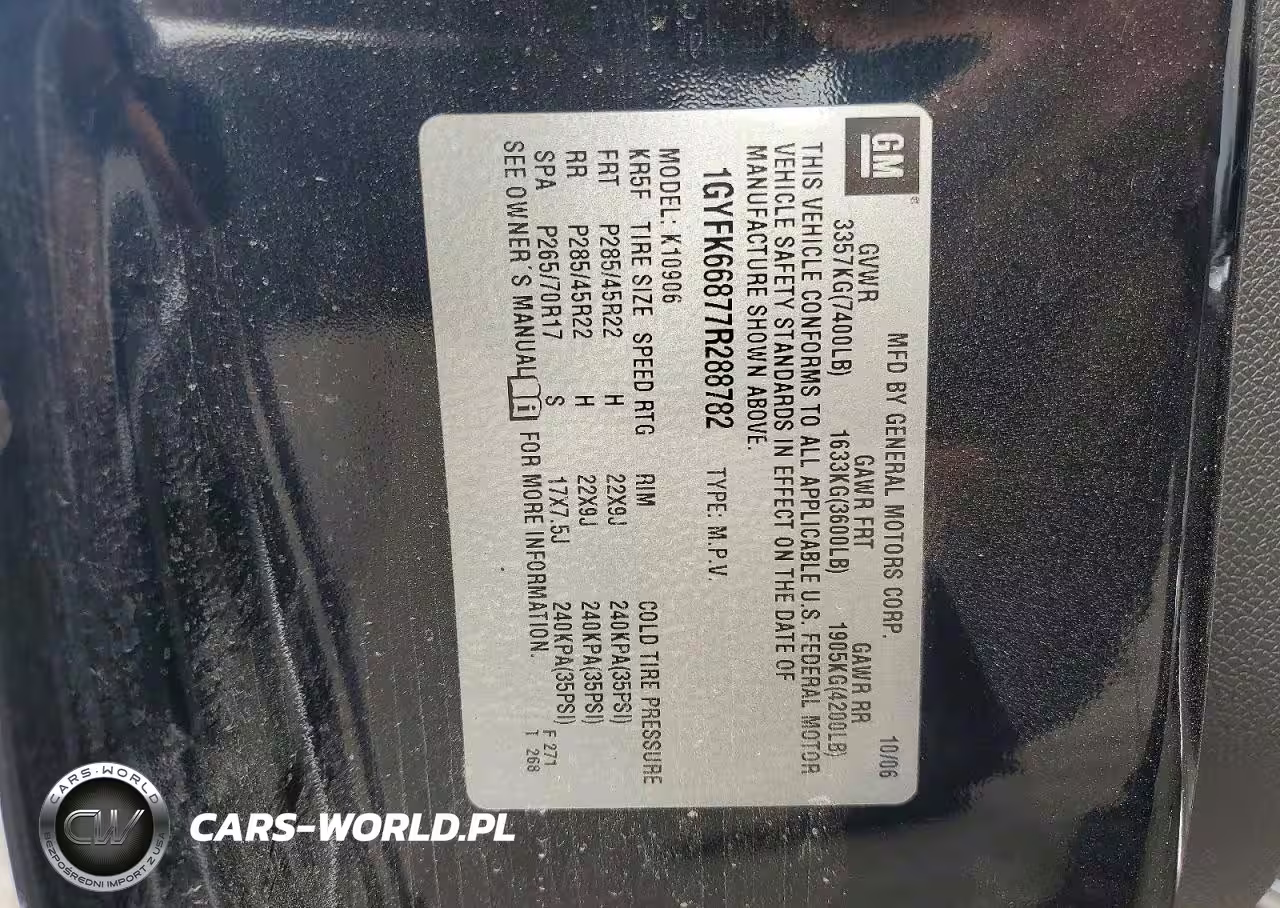 GM ®
MFD BY GENERAL MOTORS CORP. 10/06
GVWR GAWR FRT GAWR RR
3357KG(7400LB) 1633KG(3600LB) 1905KG(4200LB)
THIS VEHICLE CONFORMS TO ALL APPLICABLE U.S. FEDERAL MOTOR
VEHICLE SAFETY STANDARDS IN EFFECT ON THE DATE OF
MANUFACTURE SHOWN ABOVE.
1GYFK66877R288782 TYPE: M.P.V.
MODEL: K10906
KR5F TIRE SIZE SPEED RTG RIM COLD TIRE PRESSURE
FRT P285/45R22 H 22X9J 240KPA(35PSI)
RR P285/45R22 H 22X9J 240KPA(35PSI)
SPA P265/70R17 S 17X7.5J 240KPA(35PSI) F 271
SEE OWNER'S MANUAL i FOR MORE INFORMATION. T 268
CARS-WORLD
CW
BEZPOŚREDNI IMPORT Z USA
CARS-WORLD.PL